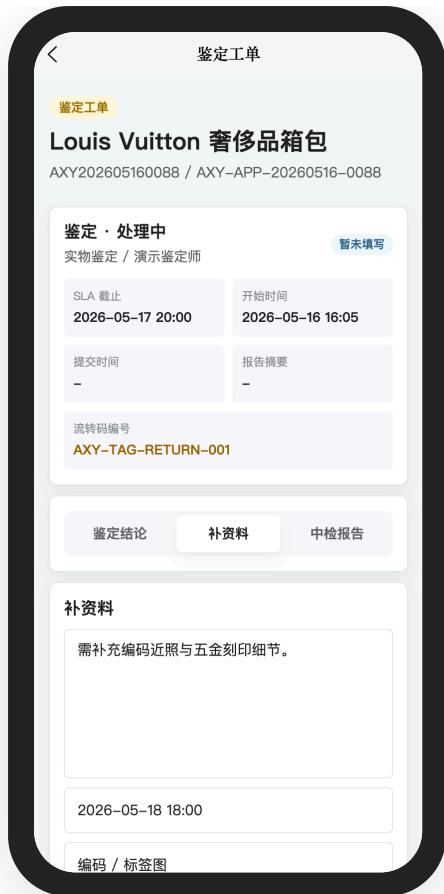 鉴定工单
鉴定工单
Louis Vuitton 奢侈品箱包
AXY202605160088 / AXY-APP-20260516-0088
鉴定 · 处理中
暂未填写
实物鉴定 / 演示鉴定师
SLA 截止
开始时间
2026-05-17 20:00
2026-05-16 16:05
提交时间
报告摘要
-
-
流转码编号
AXY-TAG-RETURN-001
鉴定结论
补资料
中检报告
补资料
需补充编码近照与五金刻印细节。
2026-05-18 18:00
编码 / 标签图